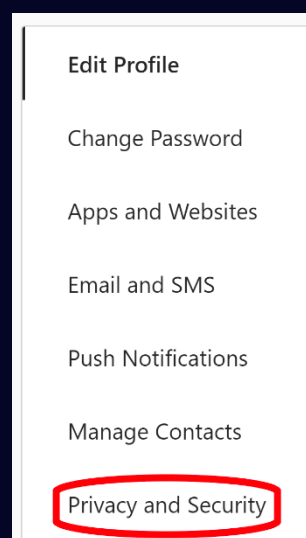 Edit Profile
Change Password
Apps and Websites
Email and SMS
Push Notifications
Manage Contacts
Privacy and Security